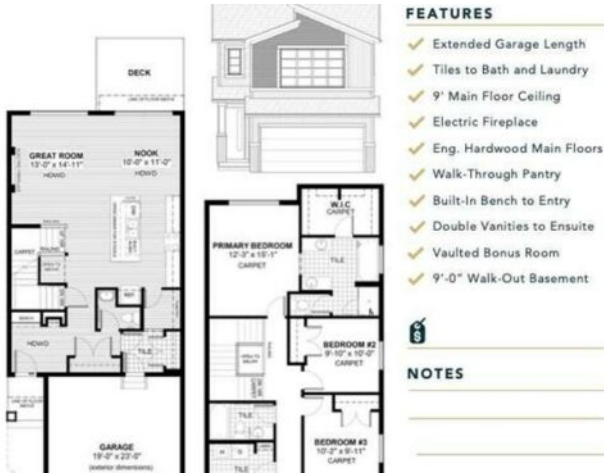 DECK
GREAT ROOM
13'-0" x 14'-11"
HDWD
NOOK
10'-0" x 11'-0"
HDWD
CARPET
REF
BENCH
HDWD
TILE
GARAGE
19'-0" x 23'-0"
(exterior dimensions)
W.I.C
CARPET
PRIMARY BEDROOM
12'-3" x 15'-1"
CARPET
TILE
BEDROOM #2
9'-10" x 10'-0"
CARPET
TILE
BEDROOM #3
10'-2" x 9'-11"
CARPET
TILE
FEATURES
Extended Garage Length
Tiles to Bath and Laundry
9' Main Floor Ceiling
Electric Fireplace
Eng. Hardwood Main Floors
Walk-Through Pantry
Built-In Bench to Entry
Double Vanities to Ensuite
Vaulted Bonus Room
9'-0" Walk-Out Basement
NOTES